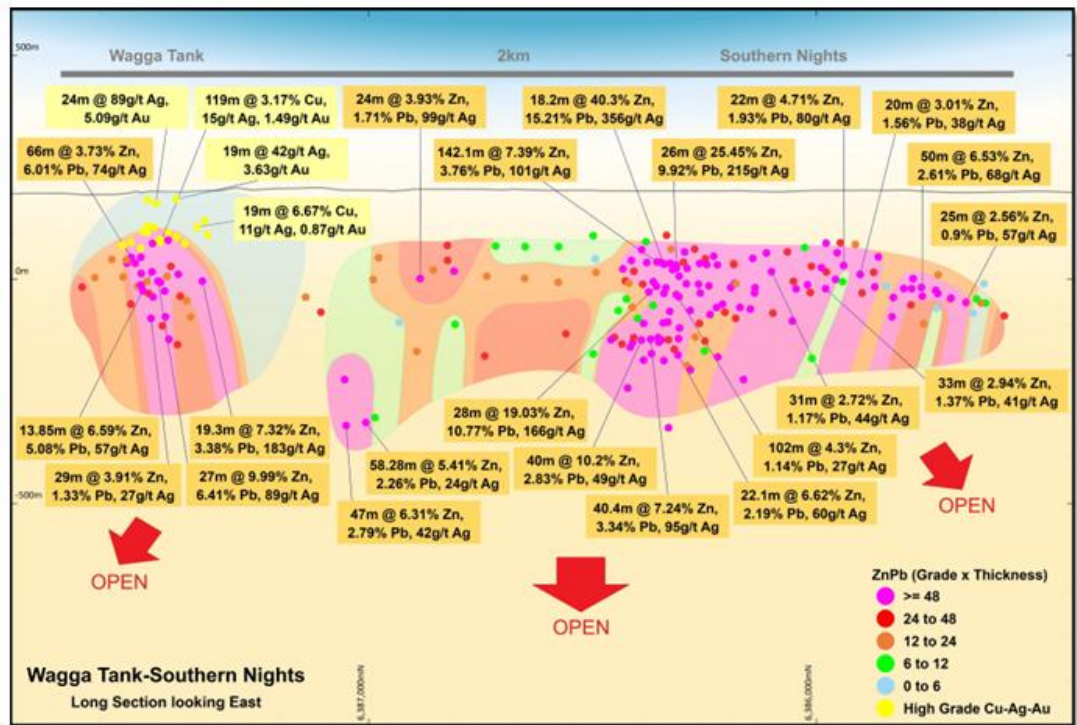 500m
Wagga Tank
2km
Southern Nights
24m @ 89g/t Ag,
5.09g/t Au
119m @ 3.17% Cu,
15g/t Ag, 1.49g/t Au
24m @ 3.93% Zn,
1.71% Pb, 99g/t Ag
18.2m @ 40.3% Zn,
15.21% Pb, 356g/t Ag
22m @ 4.71% Zn,
1.93% Pb, 80g/t Ag
20m @ 3.01% Zn,
1.56% Pb, 38g/t Ag
66m @ 3.73% Zn,
6.01% Pb, 74g/t Ag
19m @ 42g/t Ag,
3.63g/t Au
142.1m @ 7.39% Zn,
3.76% Pb, 101g/t Ag
26m @ 25.45% Zn,
9.92% Pb, 215g/t Ag
50m @ 6.53% Zn,
2.61% Pb, 68g/t Ag
19m @ 6.67% Cu,
11g/t Ag, 0.87g/t Au
25m @ 2.56% Zn,
0.9% Pb, 57g/t Ag
0m
13.85m @ 6.59% Zn,
5.08% Pb, 57g/t Ag
19.3m @ 7.32% Zn,
3.38% Pb, 183g/t Ag
28m @ 19.03% Zn,
10.77% Pb, 166g/t Ag
31m @ 2.72% Zn,
1.17% Pb, 44g/t Ag
33m @ 2.94% Zn,
1.37% Pb, 41g/t Ag
29m @ 3.91% Zn,
1.33% Pb, 27g/t Ag
27m @ 9.99% Zn,
6.41% Pb, 89g/t Ag
58.28m @ 5.41% Zn,
2.26% Pb, 24g/t Ag
40m @ 10.2% Zn,
2.83% Pb, 49g/t Ag
102m @ 4.3% Zn,
1.14% Pb, 27g/t Ag
47m @ 6.31% Zn,
2.79% Pb, 42g/t Ag
40.4m @ 7.24% Zn,
3.34% Pb, 95g/t Ag
22.1m @ 6.62% Zn,
2.19% Pb, 60g/t Ag
-500m
OPEN
OPEN
OPEN
ZnPb (Grade x Thickness)
>= 48
24 to 48
12 to 24
6 to 12
0 to 6
High Grade Cu-Ag-Au
Wagga Tank-Southern Nights
Long Section looking East
6,387,000mN
6,386,000mN